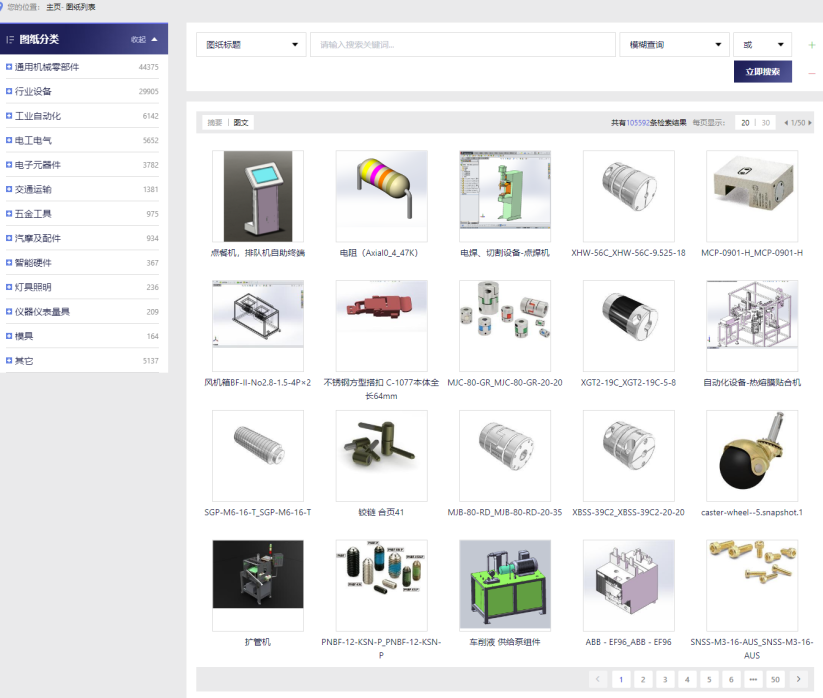 您的位置： 主页· 图纸列表
图纸分类 收起
通用机械零部件 44375
行业设备 29905
工业自动化 6142
电工电气 5652
电子元器件 3782
交通运输 1381
五金工具 975
汽摩及配件 934
智能硬件 367
灯具照明 236
仪器仪表量具 209
模具 164
其它 5137
图纸标题 请输入搜索关键词... 模糊查询 或 +
立即搜索 —
摘要 | 图文 共有105592条检索结果 每页显示： 20 | 30 1/50
点餐机，排队机自助终端 电阻（Axial0_4_47K） 电焊、切割设备-点焊机 XHW-56C_XHW-56C-9.525-18 MCP-0901-H_MCP-0901-H
风机箱BF-II-No2.8-1.5-4P×2 不锈钢方型搭扣 C-1077本体全长64mm MJC-80-GR_MJC-80-GR-20-20 XGT2-19C_XGT2-19C-5-8 自动化设备-热熔膜贴合机
SGP-M6-16-T_SGP-M6-16-T 铰链 合页41 MJB-80-RD_MJB-80-RD-20-35 XBSS-39C2_XBSS-39C2-20-20 caster-wheel--5.snapshot.1
扩管机 PNBF-12-KSN-P_PNBF-12-KSN-P 车削液 供给泵组件 ABB - EF96_ABB - EF96 SNSS-M3-16-AUS_SNSS-M3-16-AUS
< 1 2 3 4 5 6 ••• 50 >